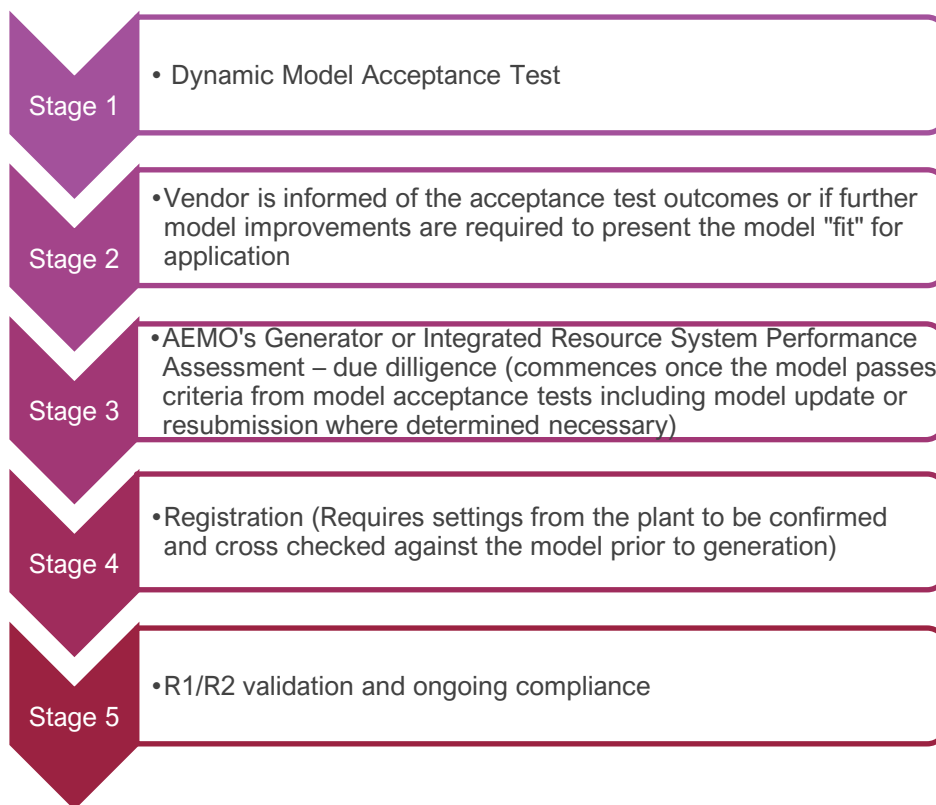 Stage 1
• Dynamic Model Acceptance Test
Stage 2
•Vendor is informed of the acceptance test outcomes or if further
model improvements are required to present the model "fit" for
application
Stage 3
•AEMO's Generator or Integrated Resource System Performance
Assessment – due dilligence (commences once the model passes
criteria from model acceptance tests including model update or
resubmission where determined necessary)
Stage 4
•Registration (Requires settings from the plant to be confirmed
and cross checked against the model prior to generation)
Stage 5
•R1/R2 validation and ongoing compliance